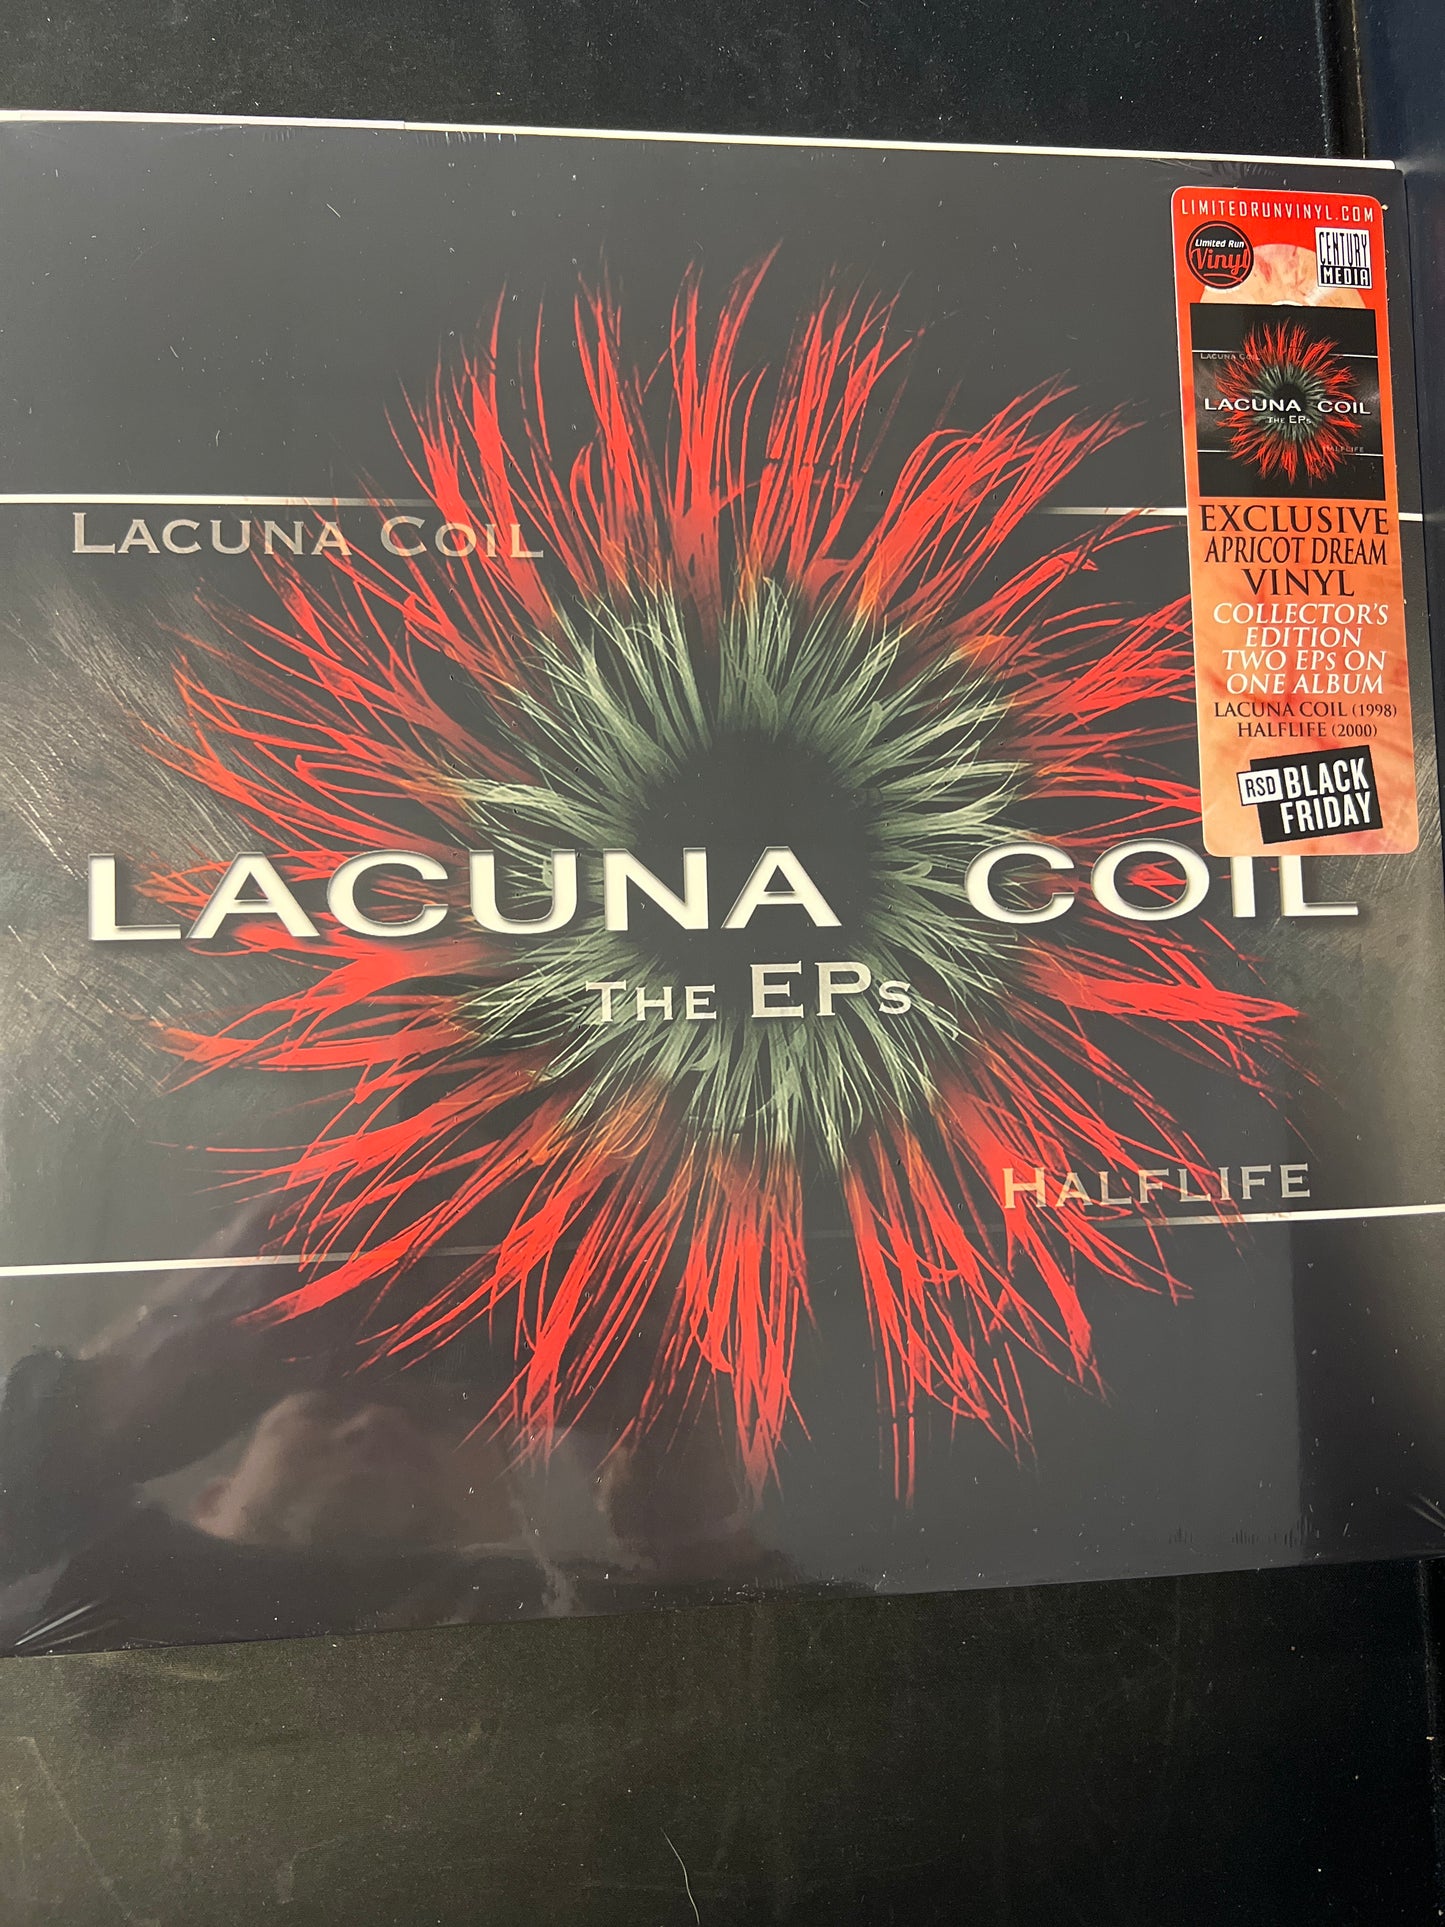 LIMITEDRUNVINYL.COM
Limited Run
Vinyl
CENTURY
MEDIA
LACUNA COIL
LACUNA COIL
THE EPs
HALFLIFE
EXCLUSIVE
APRICOT DREAM
VINYL
COLLECTOR'S
EDITION
TWO EPS ON
ONE ALBUM
LACUNA COIL (1998)
HALFLIFE (2000)
RSD BLACK
FRIDAY
LACUNA COIL
LACUNA COIL
THE EPs
HALFLIFE